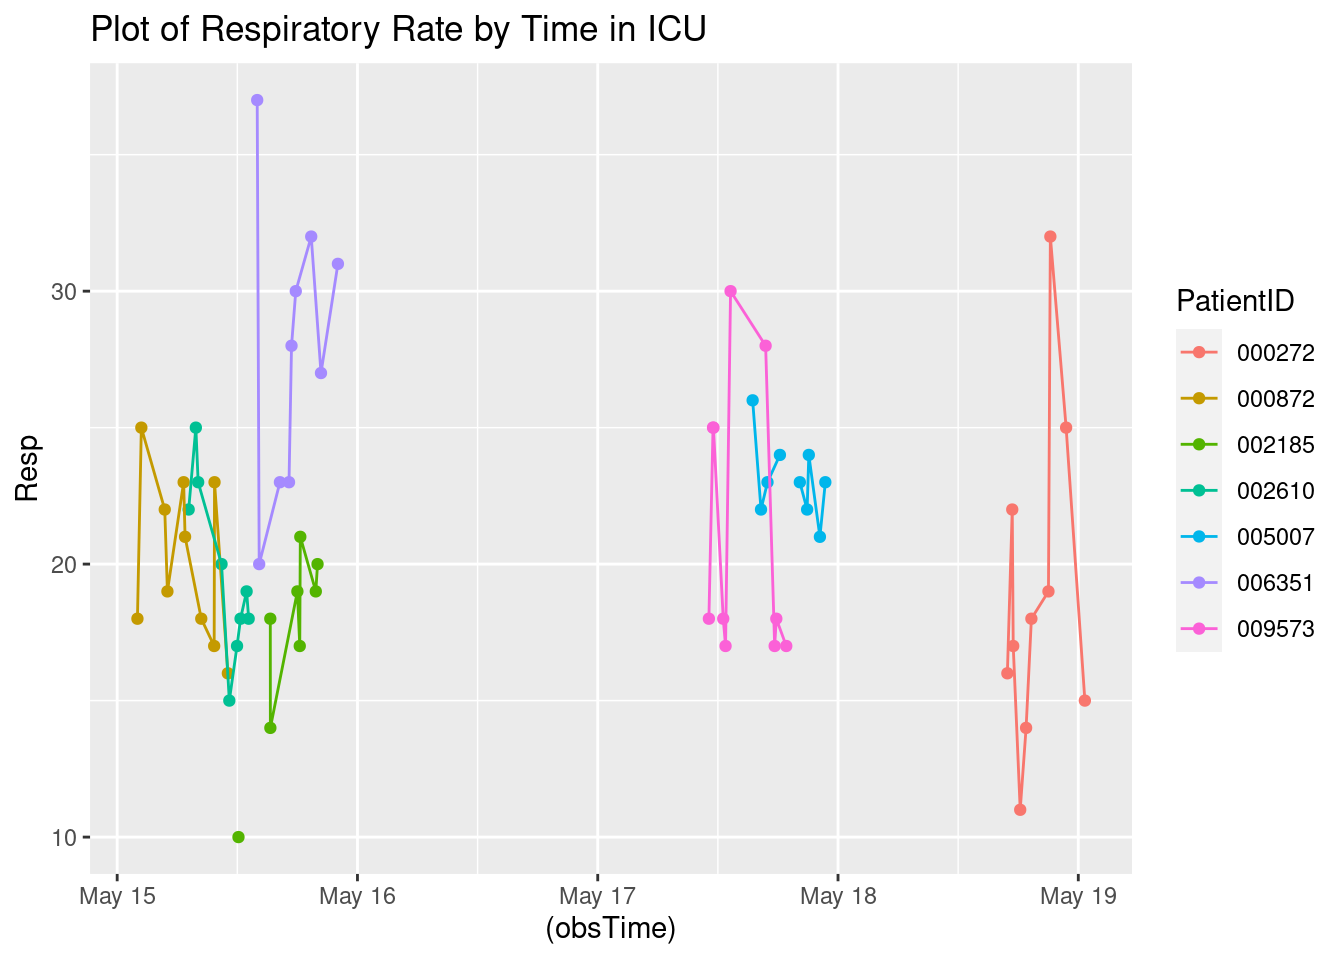 Plot of Respiratory Rate by Time in ICU
Resp
30
20
10
May 15
May 16
May 17
May 18
May 19
(obsTime)
PatientID
000272
000872
002185
002610
005007
006351
009573